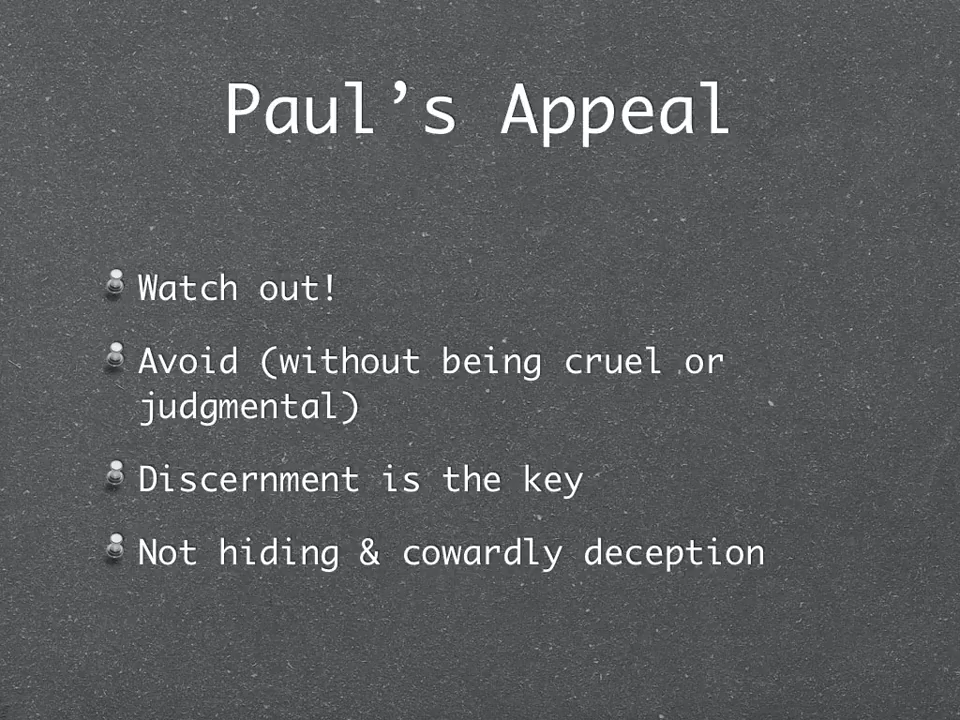 Paul’s Appeal
Watch out!
Avoid (without being cruel or
judgmental)
Discernment is the key
Not hiding & cowardly deception